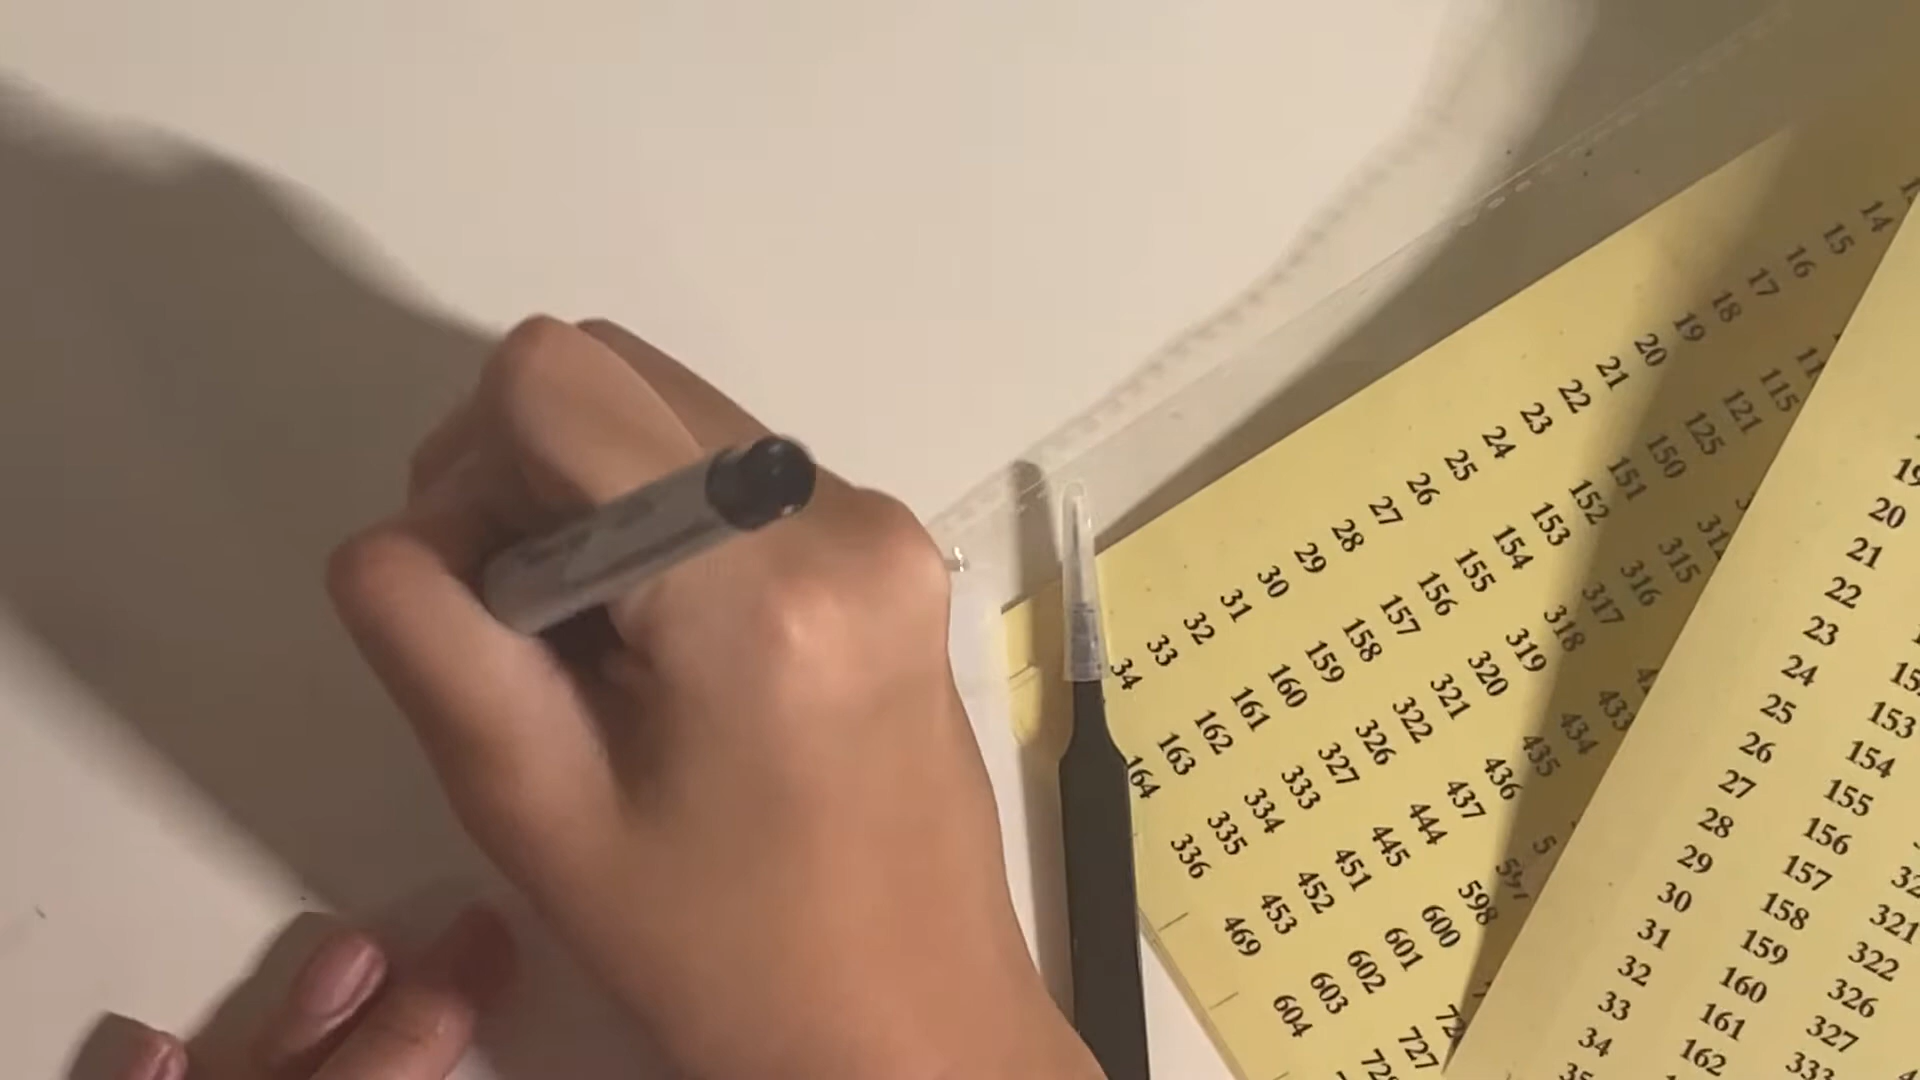 14
15
16
17
18 115
19 121
20 125
21 150
22 151 315
23 152 316
24 153 317
25 154 318 433
26 155 319 434
27 156 320 435
28 157 321 436
29 158 322 437
30 159 326 444 598
31 160 327 445 600
32 161 333 451 601
33 162 334 452 602 727
34 163 335 453 603
164 336 469 604
20
21
22
23
24 153
25 154
26 155
27 156
28 157 321
29 158 322
30 159 326
31 160 327
32 161
33 162
34